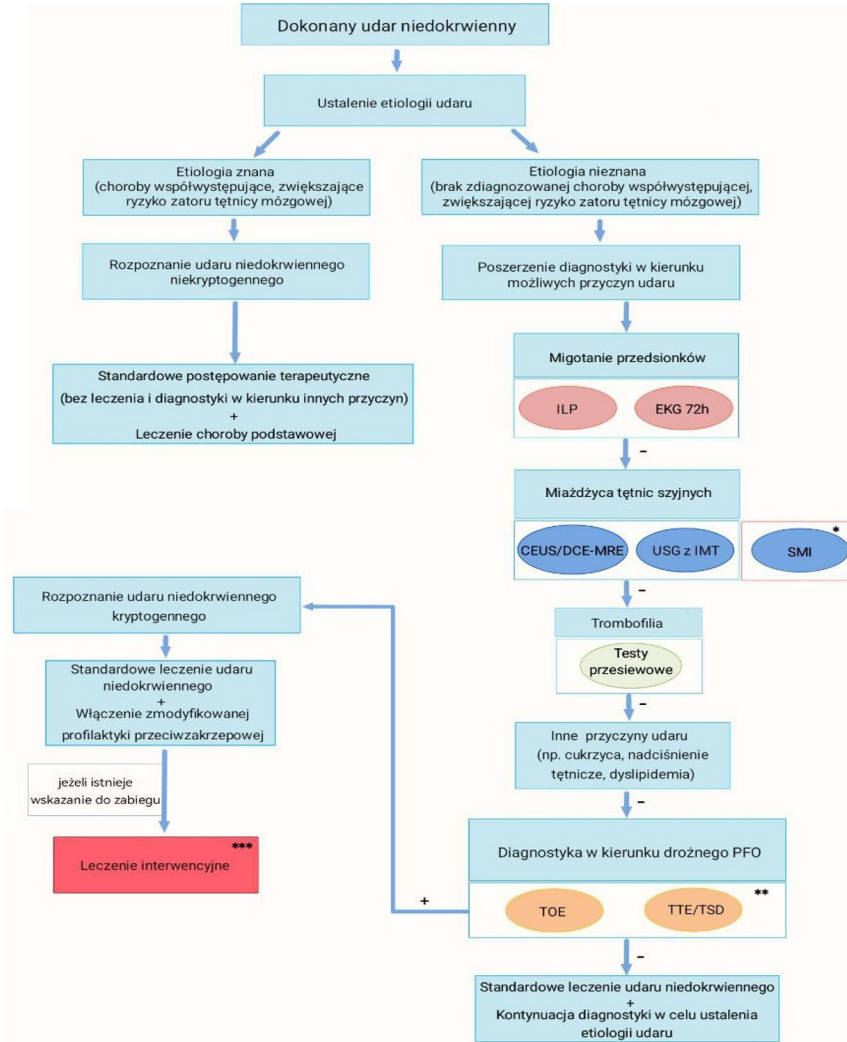 Dokonany udar niedokrwienny
Ustalenie etiologii udaru
Etiologia znana
(choroby współwystępujące, zwiększające
ryzyko zatoru tętnicy mózgowej)
Etiologia nieznana
(brak zdiagnozowanej choroby współwystępującej,
zwiększającej ryzyko zatoru tętnicy mózgowej)
Rozpoznanie udaru niedokrwiennego
niekryptogennego
Poszerzenie diagnostyki w kierunku
możliwych przyczyn udaru
Standardowe postępowanie terapeutyczne
(bez leczenia i diagnostyki w kierunku innych przyczyn)
+
Leczenie choroby podstawowej
Migotanie przedsionków
ILP
EKG 72h
–
Miażdżyca tętnic szyjnych
CEUS/DCE-MRE
USG z IMT
SMI
*
–
Trombofilia
Testy
przesiewowe
–
Inne przyczyny udaru
(np. cukrzyca, nadciśnienie
tętnicze, dyslipidemia)
–
Diagnostyka w kierunku drożnego PFO
TOE
TTE/TSD
**
+
–
Standardowe leczenie udaru niedokrwiennego
+
Kontynuacja diagnostyki w celu ustalenia
etiologii udaru
Rozpoznanie udaru niedokrwiennego
kryptogennego
Standardowe leczenie udaru
niedokrwiennego
+
Włączenie zmodyfikowanej
profilaktyki przeciwzakrzepowej
jeżeli istnieje
wskazanie do zabiegu
Leczenie interwencyjne
***